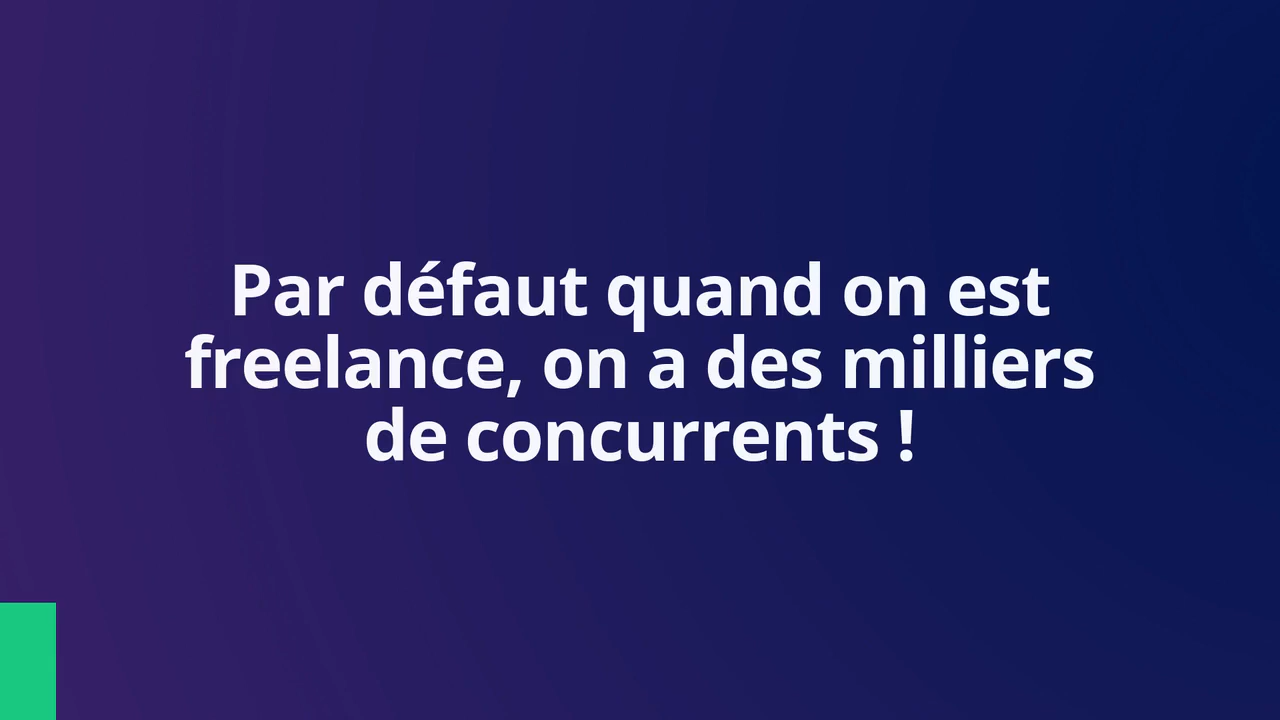 Par défaut quand on est
freelance, on a des milliers
de concurrents !